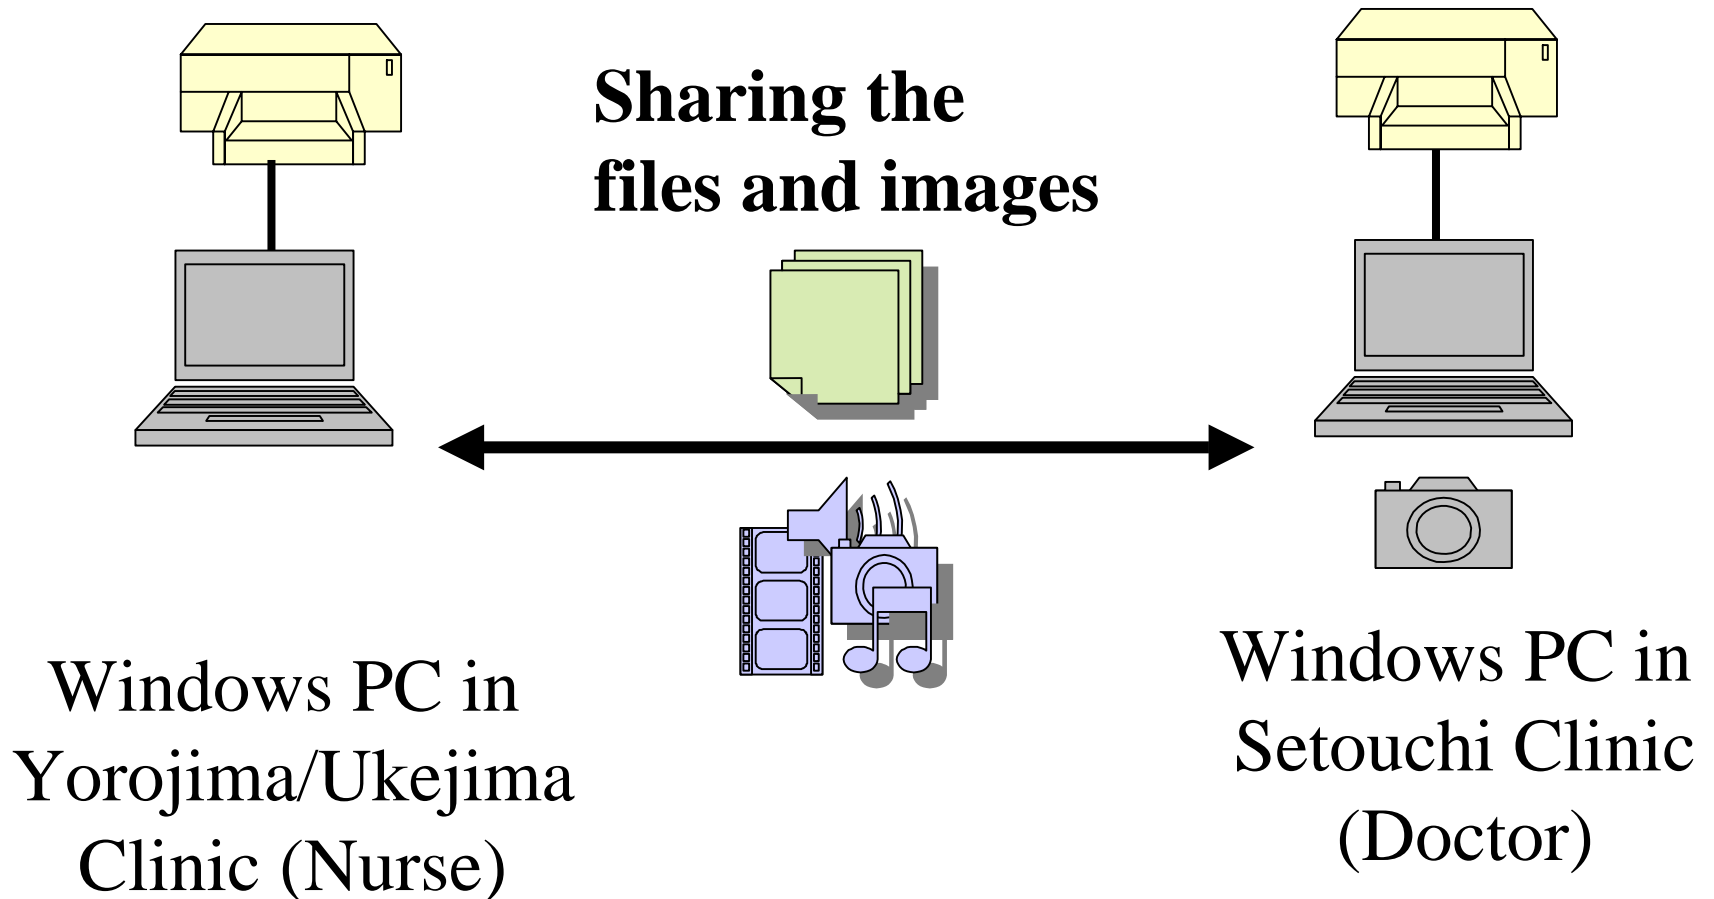 Sharing the
files and images
Windows PC in
Yorojima/Ukejima
Clinic (Nurse)
Windows PC in
Setouchi Clinic
(Doctor)